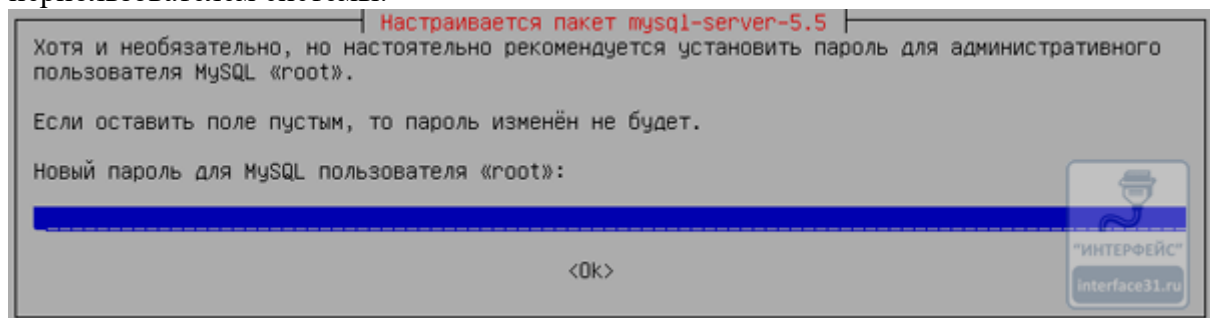 Настраивается пакет mysql-server-5.5
Хотя и необязательно, но настоятельно рекомендуется установить пароль для административного
пользователя MySQL «root».
Если оставить поле пустым, то пароль изменён не будет.
Новый пароль для MySQL пользователя «root»:
<Ok>
"ИНТЕРФЕЙС"
interface31.ru